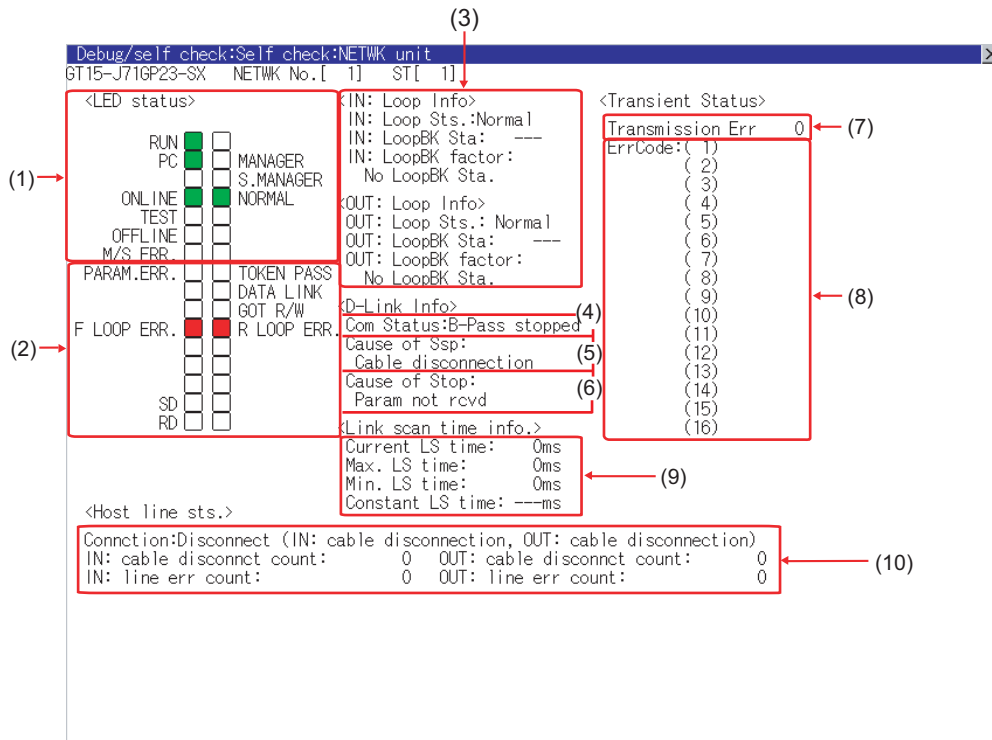 (3)
Debug/self check:Self check:NETWK unit
GT15-J71GP23-SX NETWK No.[ 1] ST[ 1]
<LED status>
RUN
PC MANAGER
S.MANAGER
ONLINE NORMAL
TEST
OFFLINE
M/S ERR.
(1)
PARAM.ERR. TOKEN PASS
DATA LINK
GOT R/W
F LOOP ERR. R LOOP ERR.
SD
RD
(2)
<IN: Loop Info>
IN: Loop Sts.:Normal
IN: LoopBK Sta: ---
IN: LoopBK factor:
No LoopBK Sta.
<OUT: Loop Info>
OUT: Loop Sts.: Normal
OUT: LoopBK Sta: ---
OUT: LoopBK factor:
No LoopBK Sta.
<D-Link Info>
(4)
Com Status:B-Pass stopped
Cause of Ssp:
(5)
Cable disconnection
Cause of Stop:
(6)
Param not rcvd
<Link scan time info.>
Current LS time: 0ms
Max. LS time: 0ms
Min. LS time: 0ms
Constant LS time: ---ms
(9)
<Transient Status>
Transmission Err 0
(7)
ErrCode:( 1)
( 2)
( 3)
( 4)
( 5)
( 6)
( 7)
( 8)
( 9)
(10)
(11)
(12)
(13)
(14)
(15)
(16)
(8)
<Host line sts.>
Connction:Disconnect (IN: cable disconnection, OUT: cable disconnection)
IN: cable disconnct count: 0 OUT: cable disconnct count: 0
IN: line err count: 0 OUT: line err count: 0
(10)